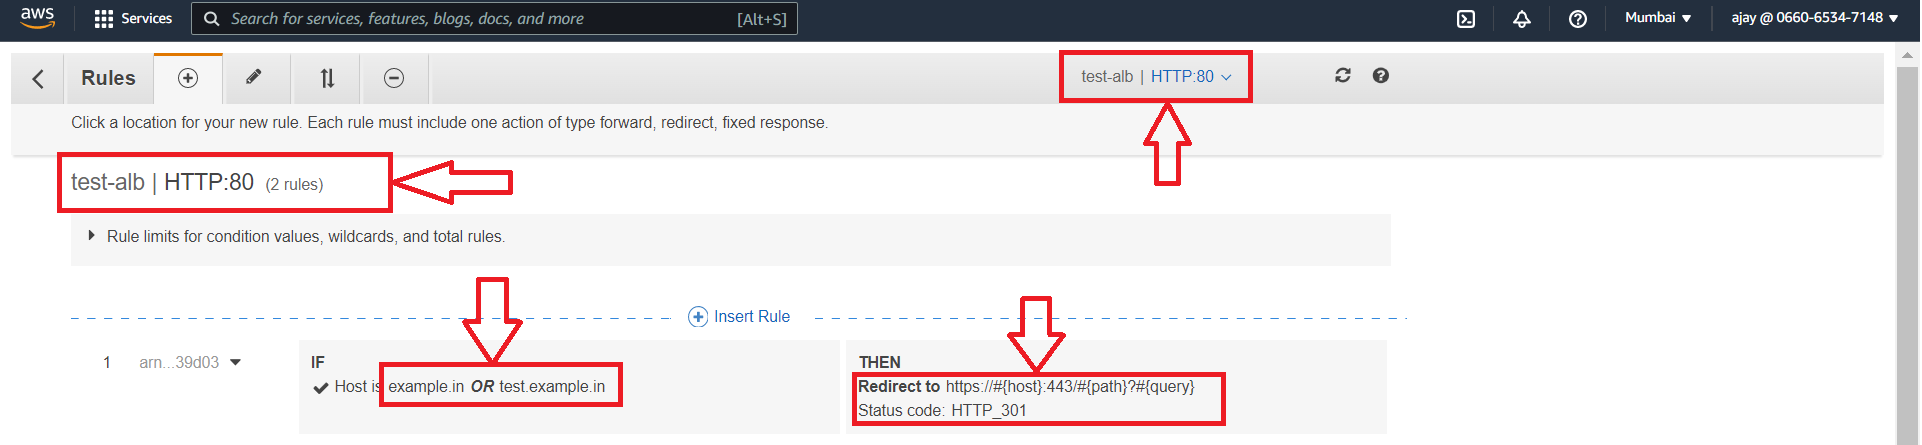 aws Services Search for services, features, blogs, docs, and more [Alt+S] Mumbai ajay @ 0660-6534-7148
Rules test-alb | HTTP:80
Click a location for your new rule. Each rule must include one action of type forward, redirect, fixed response.
test-alb | HTTP:80 (2 rules)
Rule limits for condition values, wildcards, and total rules.
Insert Rule
1 arn...39d03 IF THEN
Host is example.in OR test.example.in Redirect to https://#{host}:443/#{path}?#{query}
Status code: HTTP_301